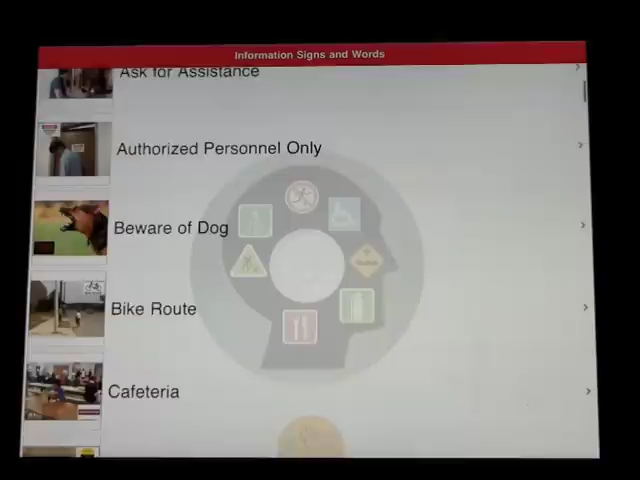 Information Signs and Words
Ask for Assistance
Authorized Personnel Only
Beware of Dog
Bike Route
Cafeteria